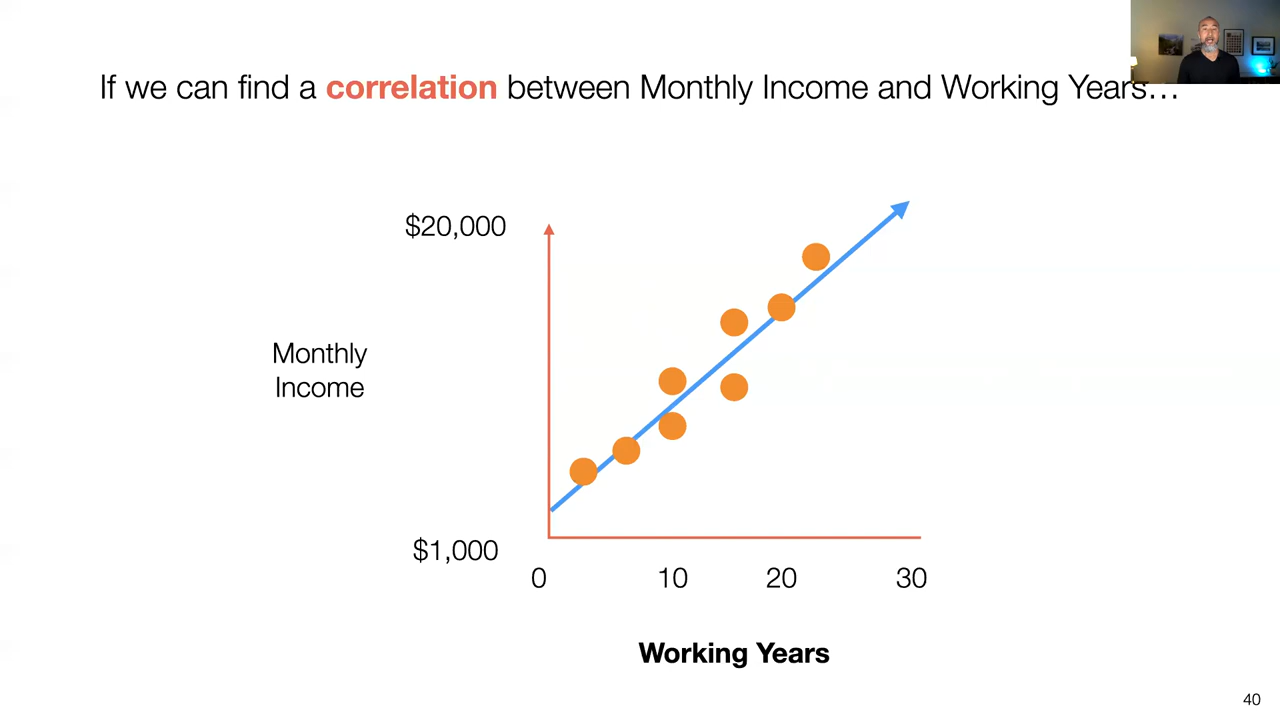 If we can find a correlation between Monthly Income and Working Years…
$20,000
Monthly
Income
$1,000
0 10 20 30
Working Years
40